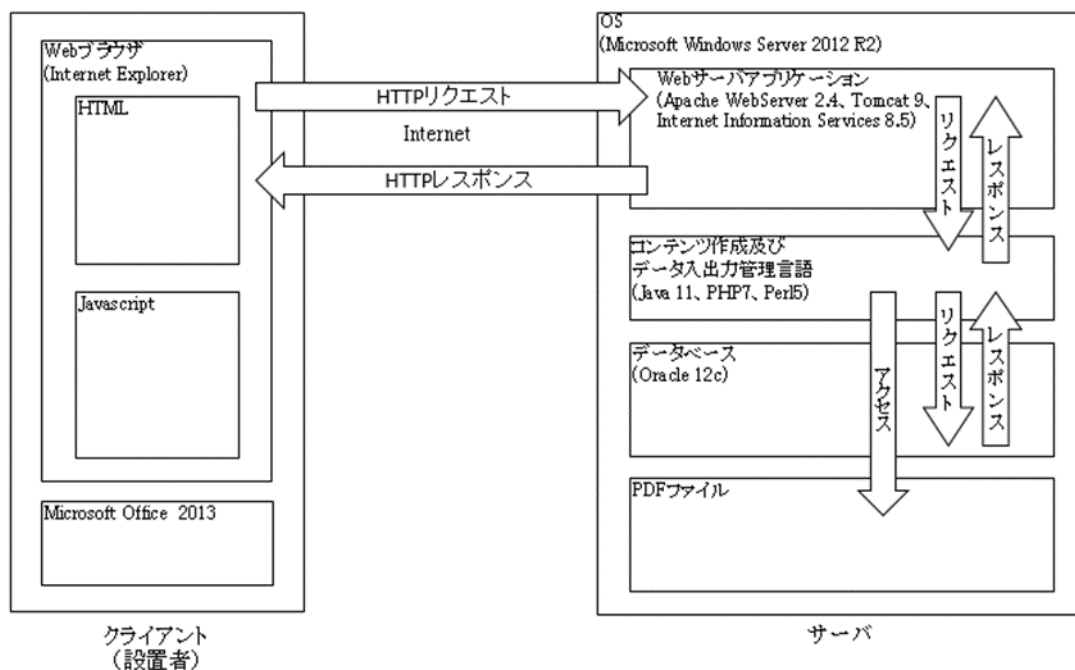 Webブラウザ
(Internet Explorer)
HTML
Javascript
Microsoft Office 2013
クライアント
(設置者)
HTTPリクエスト
Internet
HTTPレスポンス
OS
(Microsoft Windows Server 2012 R2)
Webサーバアプリケーション
(Apache WebServer 2.4、Tomcat 9、
Internet Information Services 8.5)
リクエスト
レスポンス
コンテンツ作成及び
データ入出力管理言語
(Java 11、PHP7、Perl5)
アクセス
リクエスト
レスポンス
データベース
(Oracle 12c)
PDFファイル
サーバ